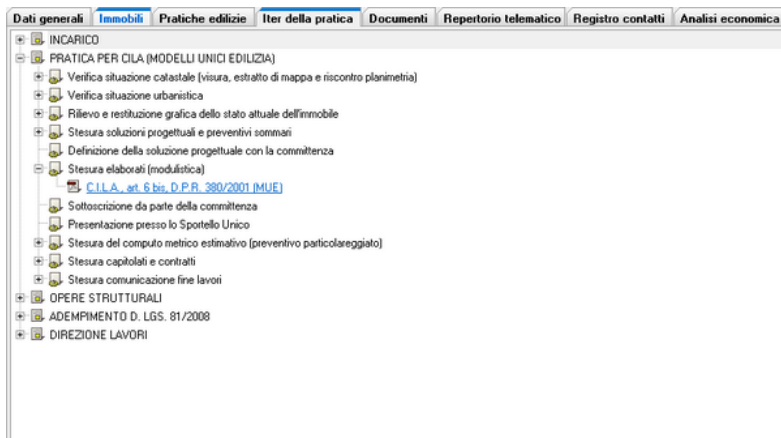 Dati generali Immobili Pratiche edilizie Iter della pratica Documenti Repertorio telematico Registro contatti Analisi economica
INCARICO
PRATICA PER CILA (MODELLI UNICI EDILIZIA)
Verifica situazione catastale (visura, estratto di mappa e riscontro planimetria)
Verifica situazione urbanistica
Rilievo e restituzione grafica dello stato attuale dell'immobile
Stesura soluzioni progettuali e preventivi sommari
Definizione della soluzione progettuale con la committenza
Stesura elaborati (modulistica)
C.I.L.A., art. 6 bis, D.P.R. 380/2001 (MUE)
Sottoscrizione da parte della committenza
Presentazione presso lo Sportello Unico
Stesura del computo metrico estimativo (preventivo particolareggiato)
Stesura capitolati e contratti
Stesura comunicazione fine lavori
OPERE STRUTTURALI
ADEMPIMENTO D. LGS. 81/2008
DIREZIONE LAVORI